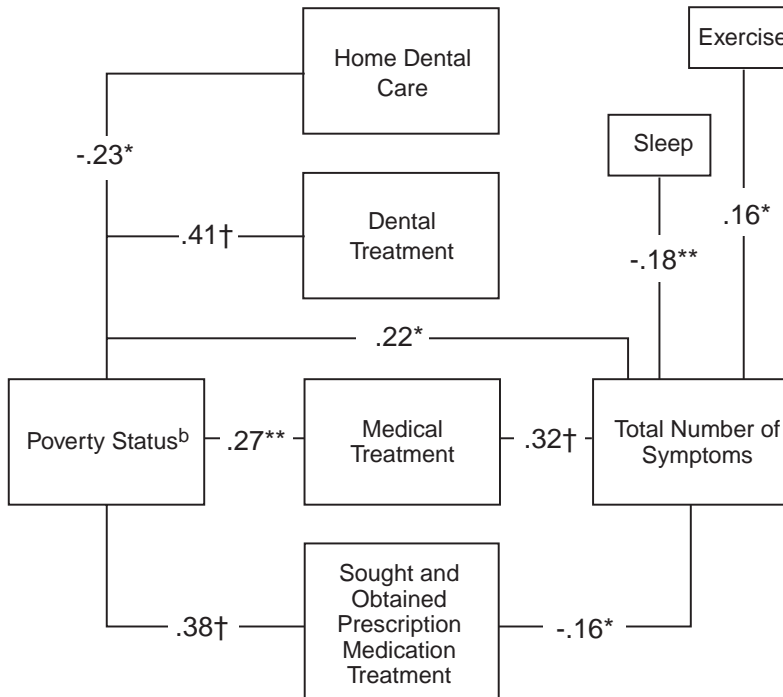 Home Dental
Care
Exercise
Sleep
-.23*
.16*
Dental
Treatment
.41†
-.18**
.22*
Poverty Statusᵇ
.27**
Medical
Treatment
.32†
Total Number of
Symptoms
Sought and
Obtained
Prescription
Medication
Treatment
.38†
-.16*